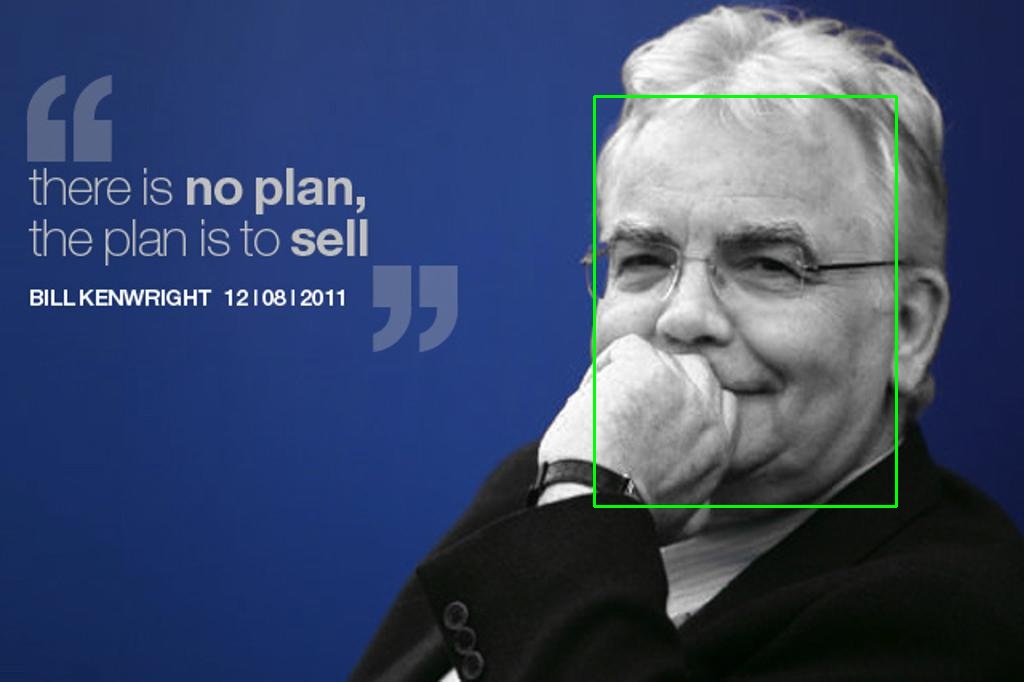 “
there is no plan,
the plan is to sell
”
BILL KENWRIGHT 12|08|2011